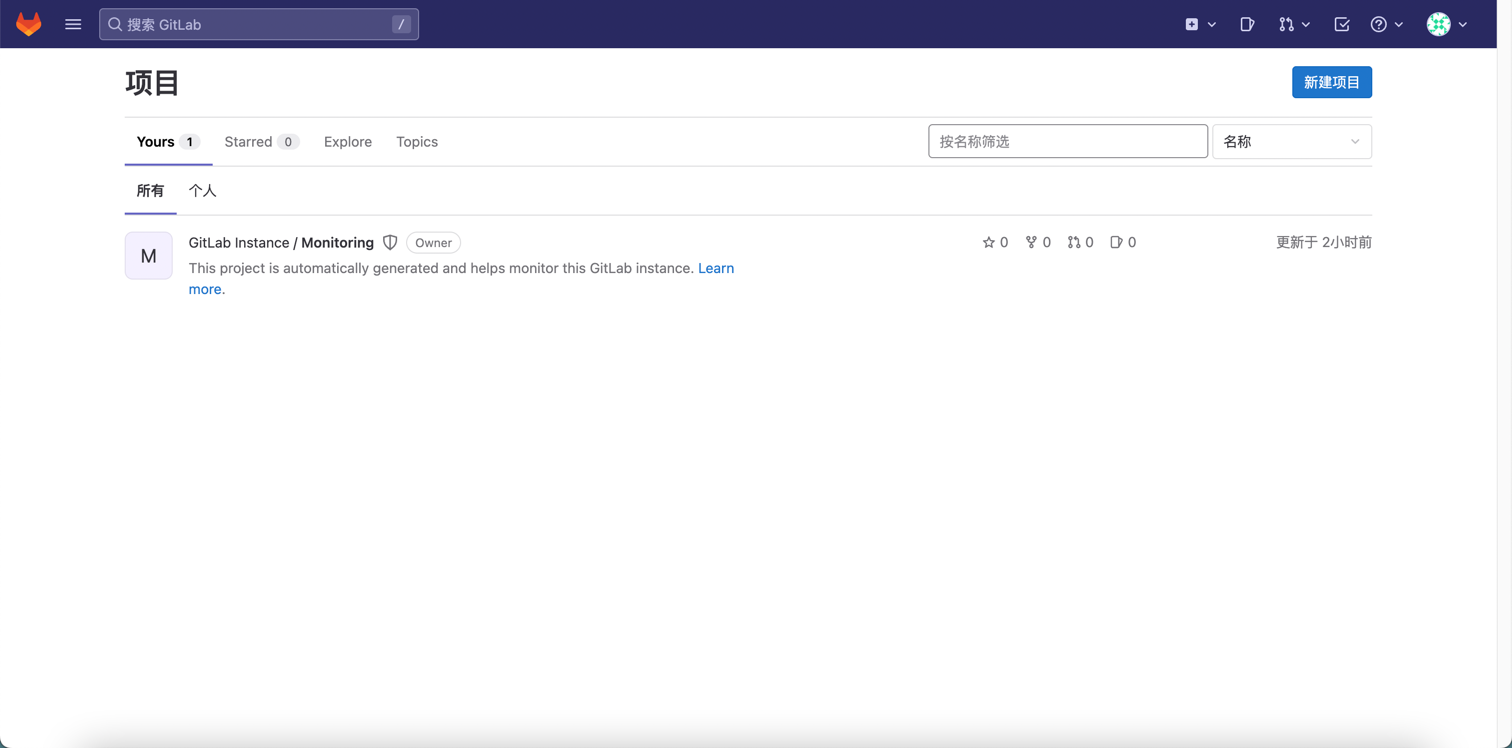 搜索 GitLab /
项目
新建项目
Yours 1 Starred 0 Explore Topics
按名称筛选 名称
所有 个人
M
GitLab Instance / Monitoring Owner 0 0 0 0 更新于 2小时前
This project is automatically generated and helps monitor this GitLab instance. Learn
more.